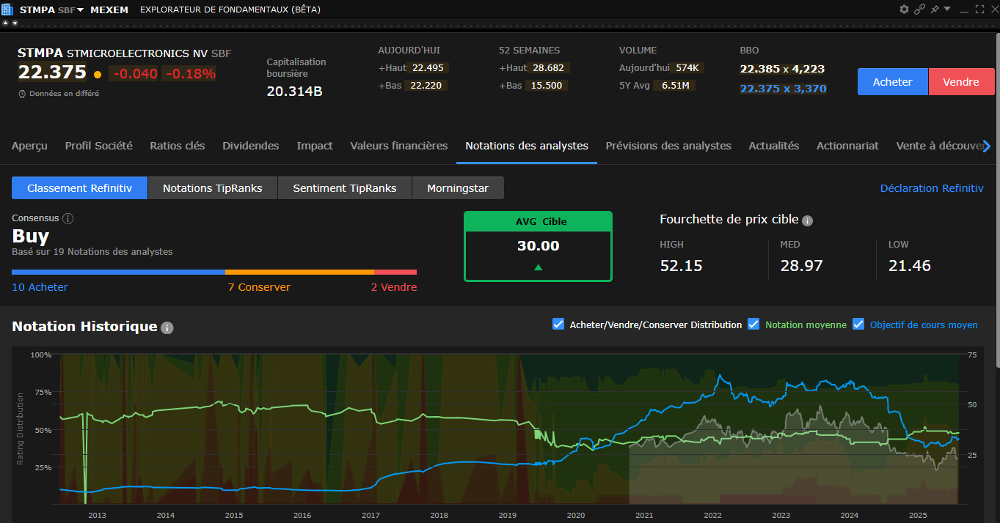 STMPA SBF MEXEM EXPLORATEUR DE FONDAMENTAUX (BÊTA)
STMPA STMICROELECTRONICS NV SBF
22.375 -0.040 -0.18%
Données en différé
Capitalisation
boursière
20.314B
AUJOURD'HUI
+Haut 22.495
+Bas 22.220
52 SEMAINES
+Haut 28.682
+Bas 15.500
VOLUME
Aujourd'hui 574K
5Y Avg 6.51M
BBO
22.385 x 4,223
22.375 x 3,370
Acheter Vendre
Aperçu Profil Société Ratios clés Dividendes Impact Valeurs financières Notations des analystes Prévisions des analystes Actualités Actionnariat Vente à découver
Classement Refinitiv Notations TipRanks Sentiment TipRanks Morningstar Déclaration Refinitiv
Consensus
Buy
Basé sur 19 Notations des analystes
10 Acheter 7 Conserver 2 Vendre
AVG Cible
30.00
Fourchette de prix cible
HIGH MED LOW
52.15 28.97 21.46
Notation Historique
Acheter/Vendre/Conserver Distribution Notation moyenne Objectif de cours moyen
Rating Distribution
100%
75%
50%
25%
75
50
25
2013 2014 2015 2016 2017 2018 2019 2020 2021 2022 2023 2024 2025